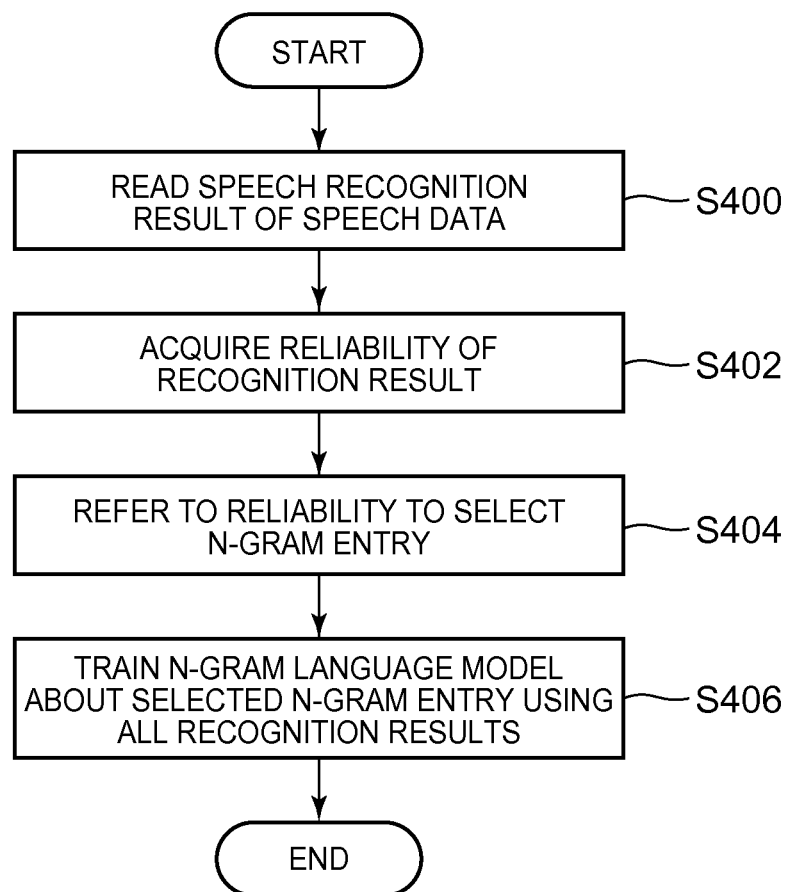 START
READ SPEECH RECOGNITION
RESULT OF SPEECH DATA
S400
ACQUIRE RELIABILITY OF
RECOGNITION RESULT
S402
REFER TO RELIABILITY TO SELECT
N-GRAM ENTRY
S404
TRAIN N-GRAM LANGUAGE MODEL
ABOUT SELECTED N-GRAM ENTRY USING
ALL RECOGNITION RESULTS
S406
END